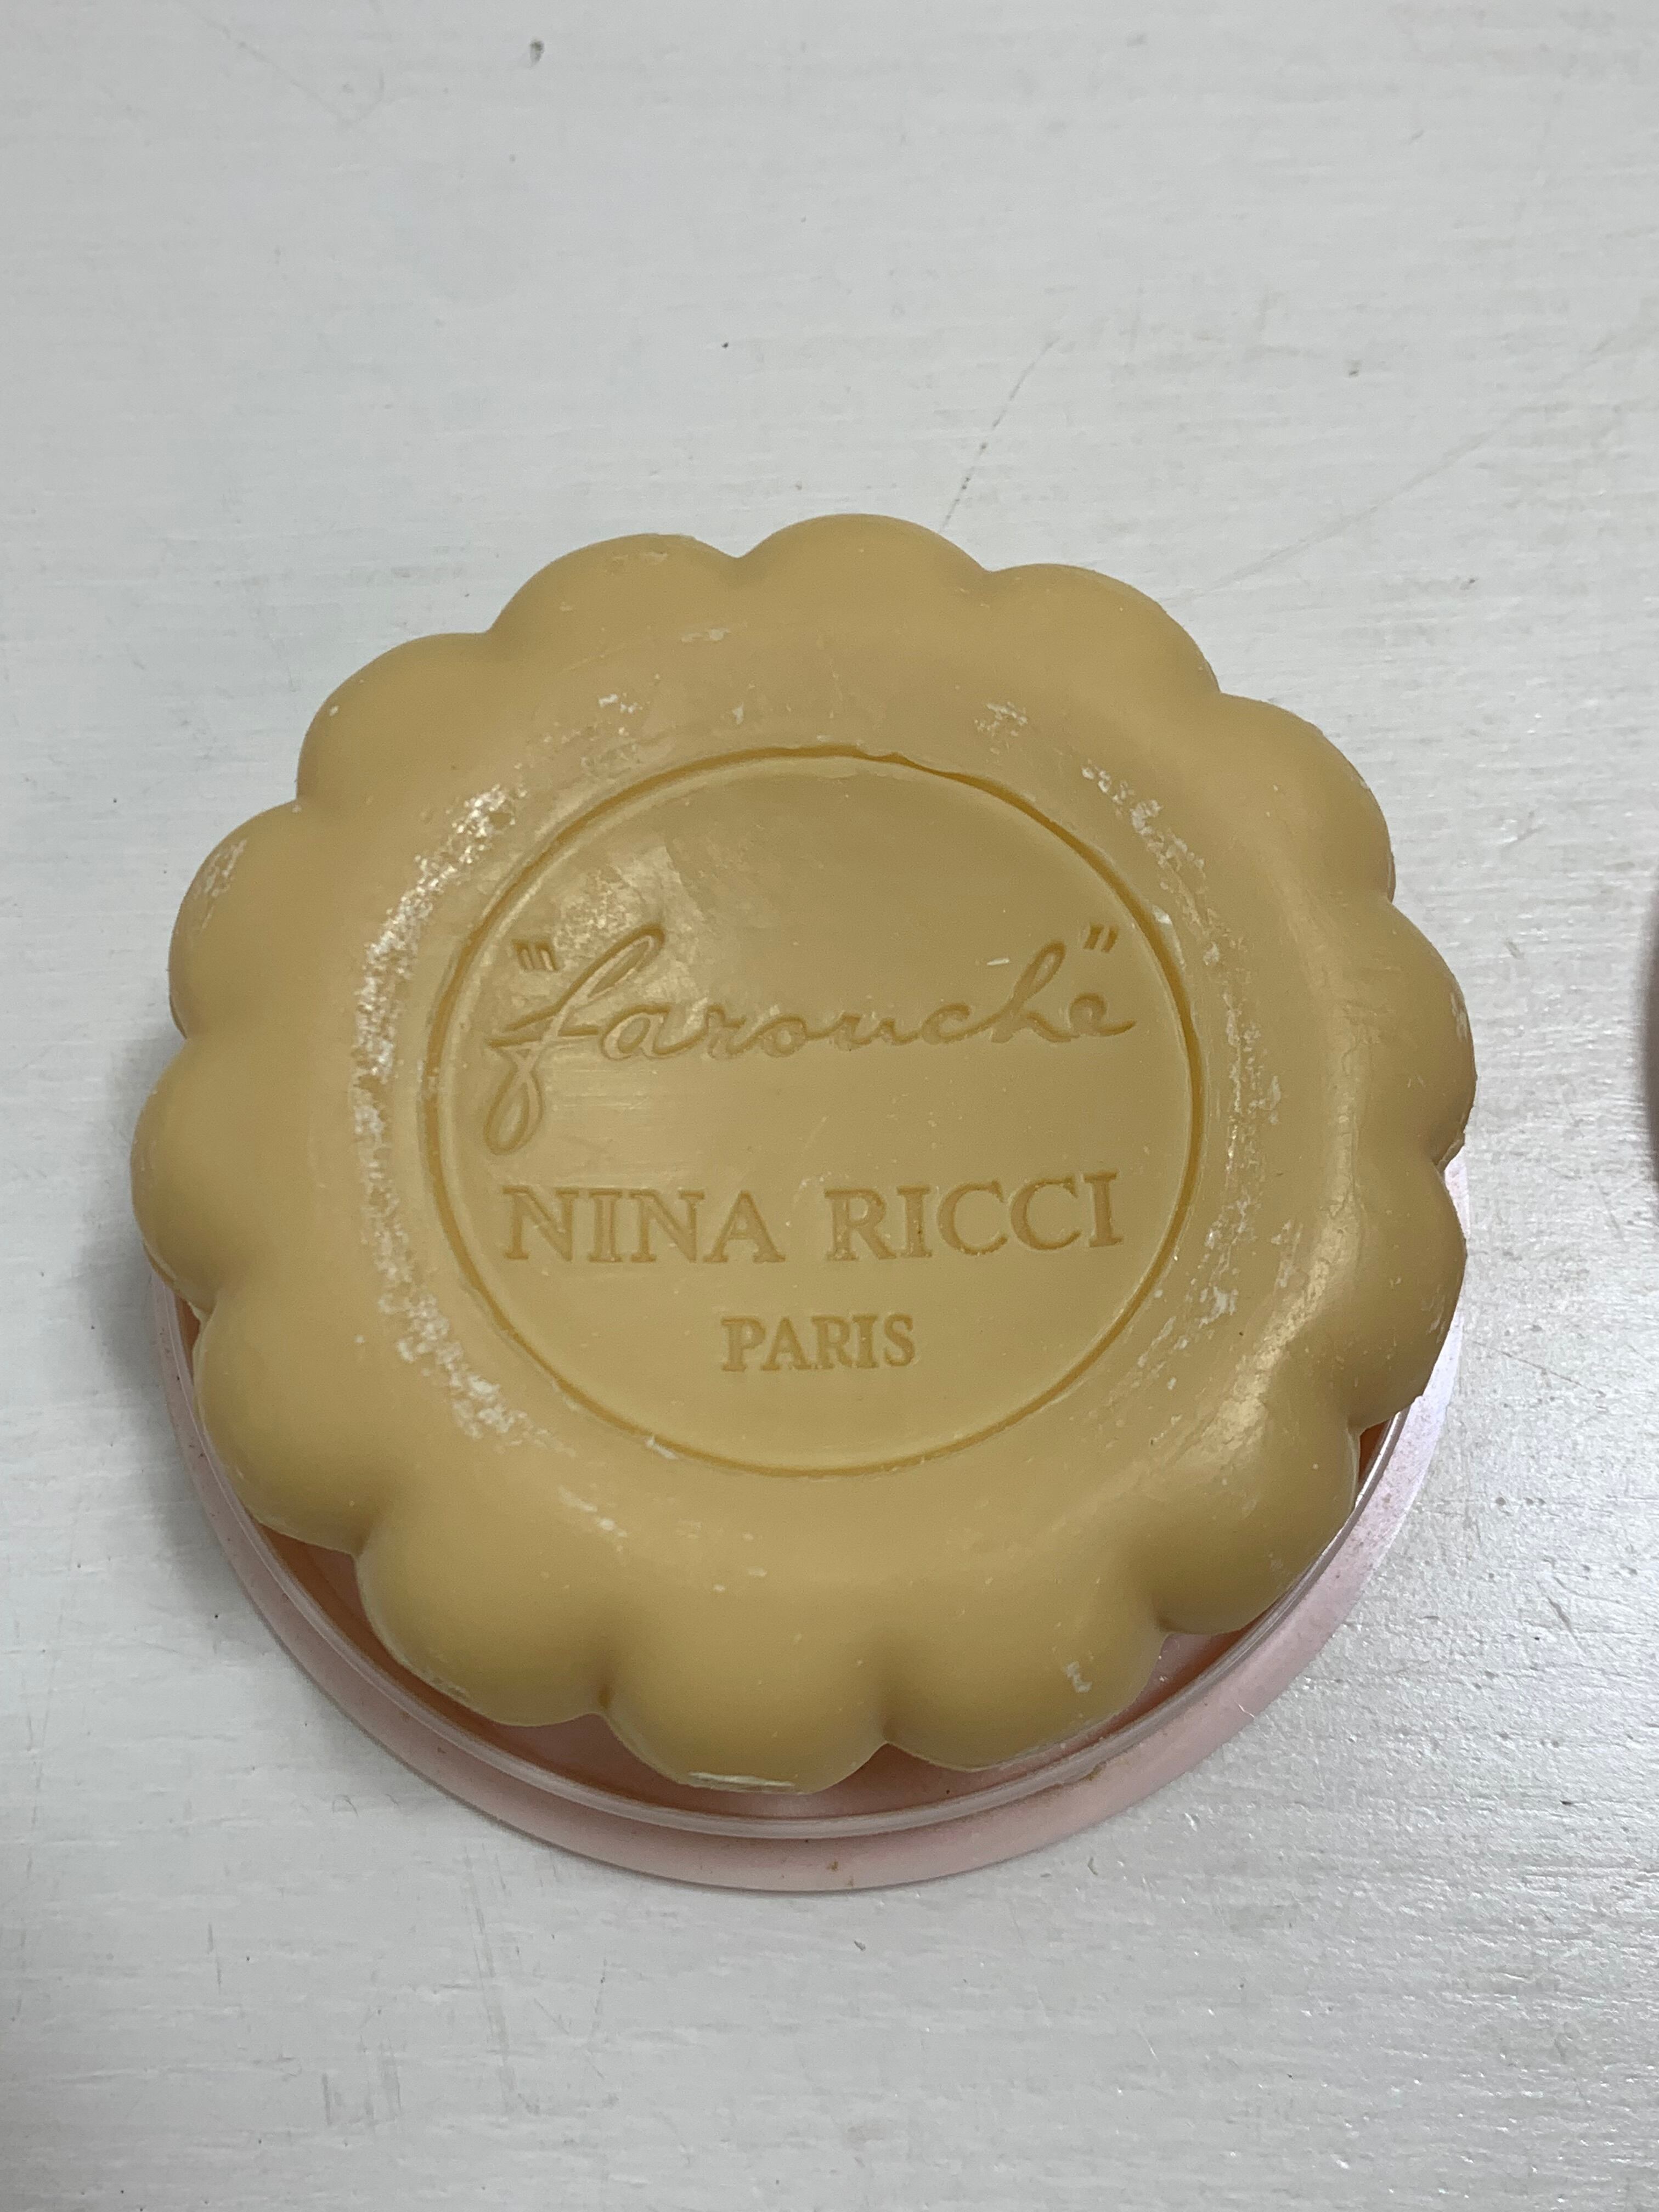 "farouche"
NINA RICCI
PARIS